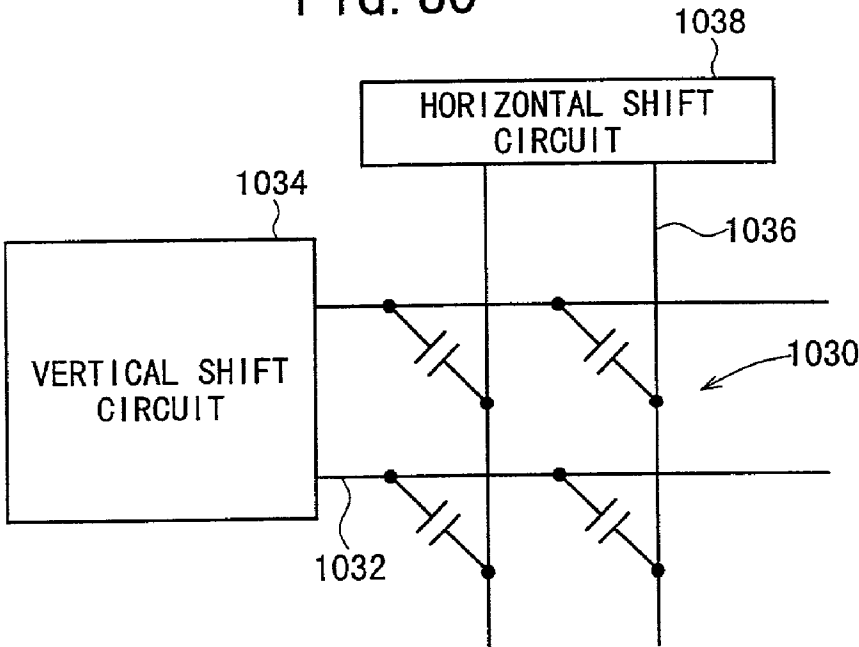 1038
HORIZONTAL SHIFT
CIRCUIT
1034
1036
VERTICAL SHIFT
CIRCUIT
1030
1032